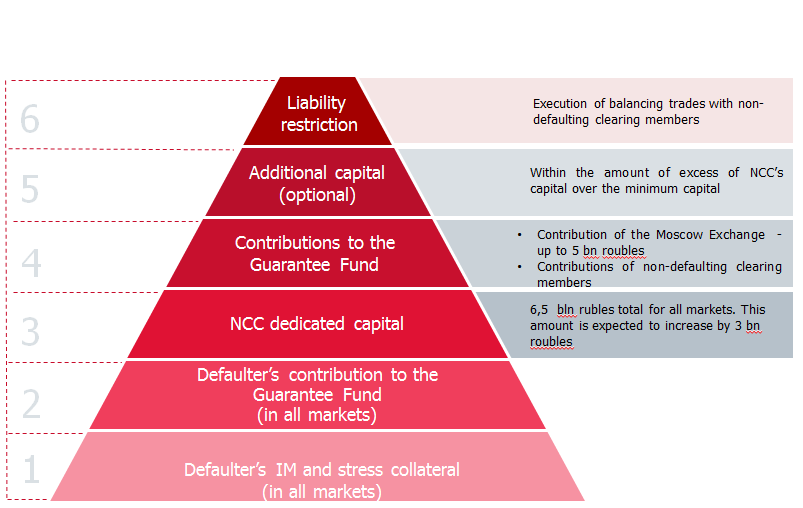 6
Liability
restriction
Execution of balancing trades with non-
defaulting clearing members
5
Additional capital
(optional)
Within the amount of excess of NCC's
capital over the minimum capital
4
Contributions to the
Guarantee Fund
• Contribution of the Moscow Exchange -
up to 5 bn roubles
• Contributions of non-defaulting clearing
members
3
NCC dedicated capital
6,5 bln rubles total for all markets. This
amount is expected to increase by 3 bn
roubles
2
Defaulter's contribution to the
Guarantee Fund
(in all markets)
1
Defaulter's IM and stress collateral
(in all markets)